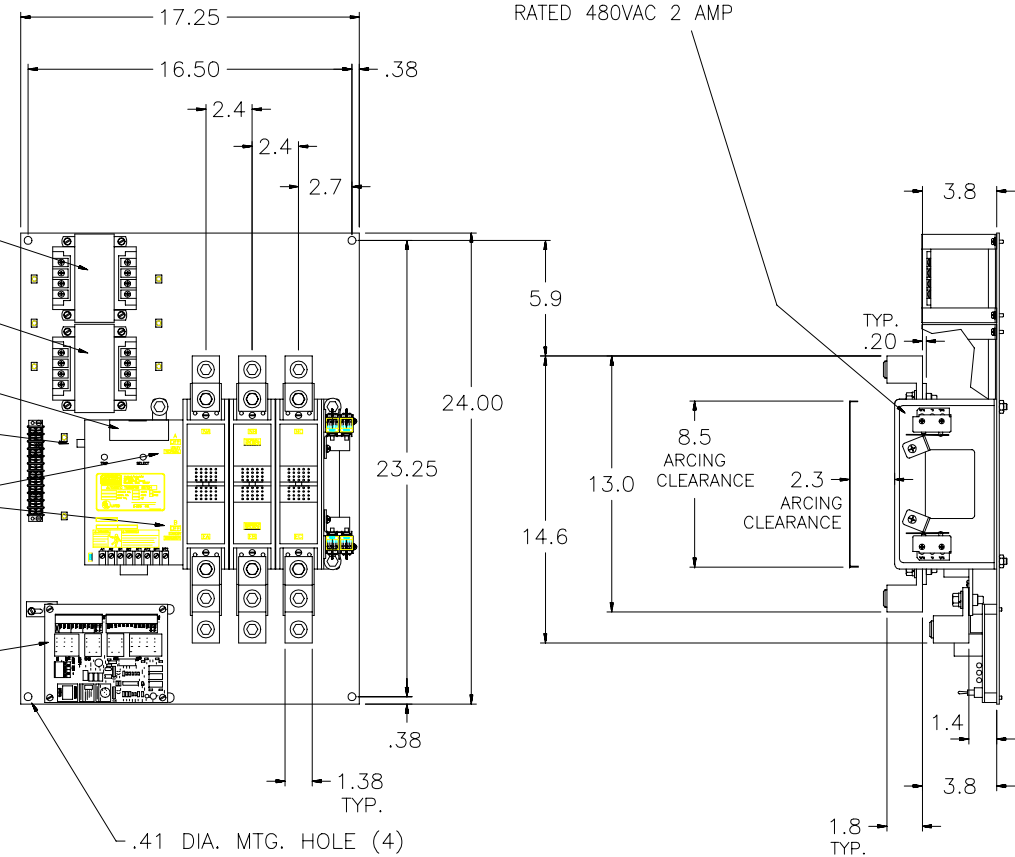 17.25
RATED 480VAC 2 AMP
16.50
.38
2.4
2.4
2.7
3.8
5.9
TYP.
.20
24.00
23.25
8.5
ARCING
CLEARANCE
13.0
2.3
ARCING
CLEARANCE
14.6
SELECT
.38
1.38
TYP.
1.4
3.8
1.8
TYP.
.41 DIA. MTG. HOLE (4)